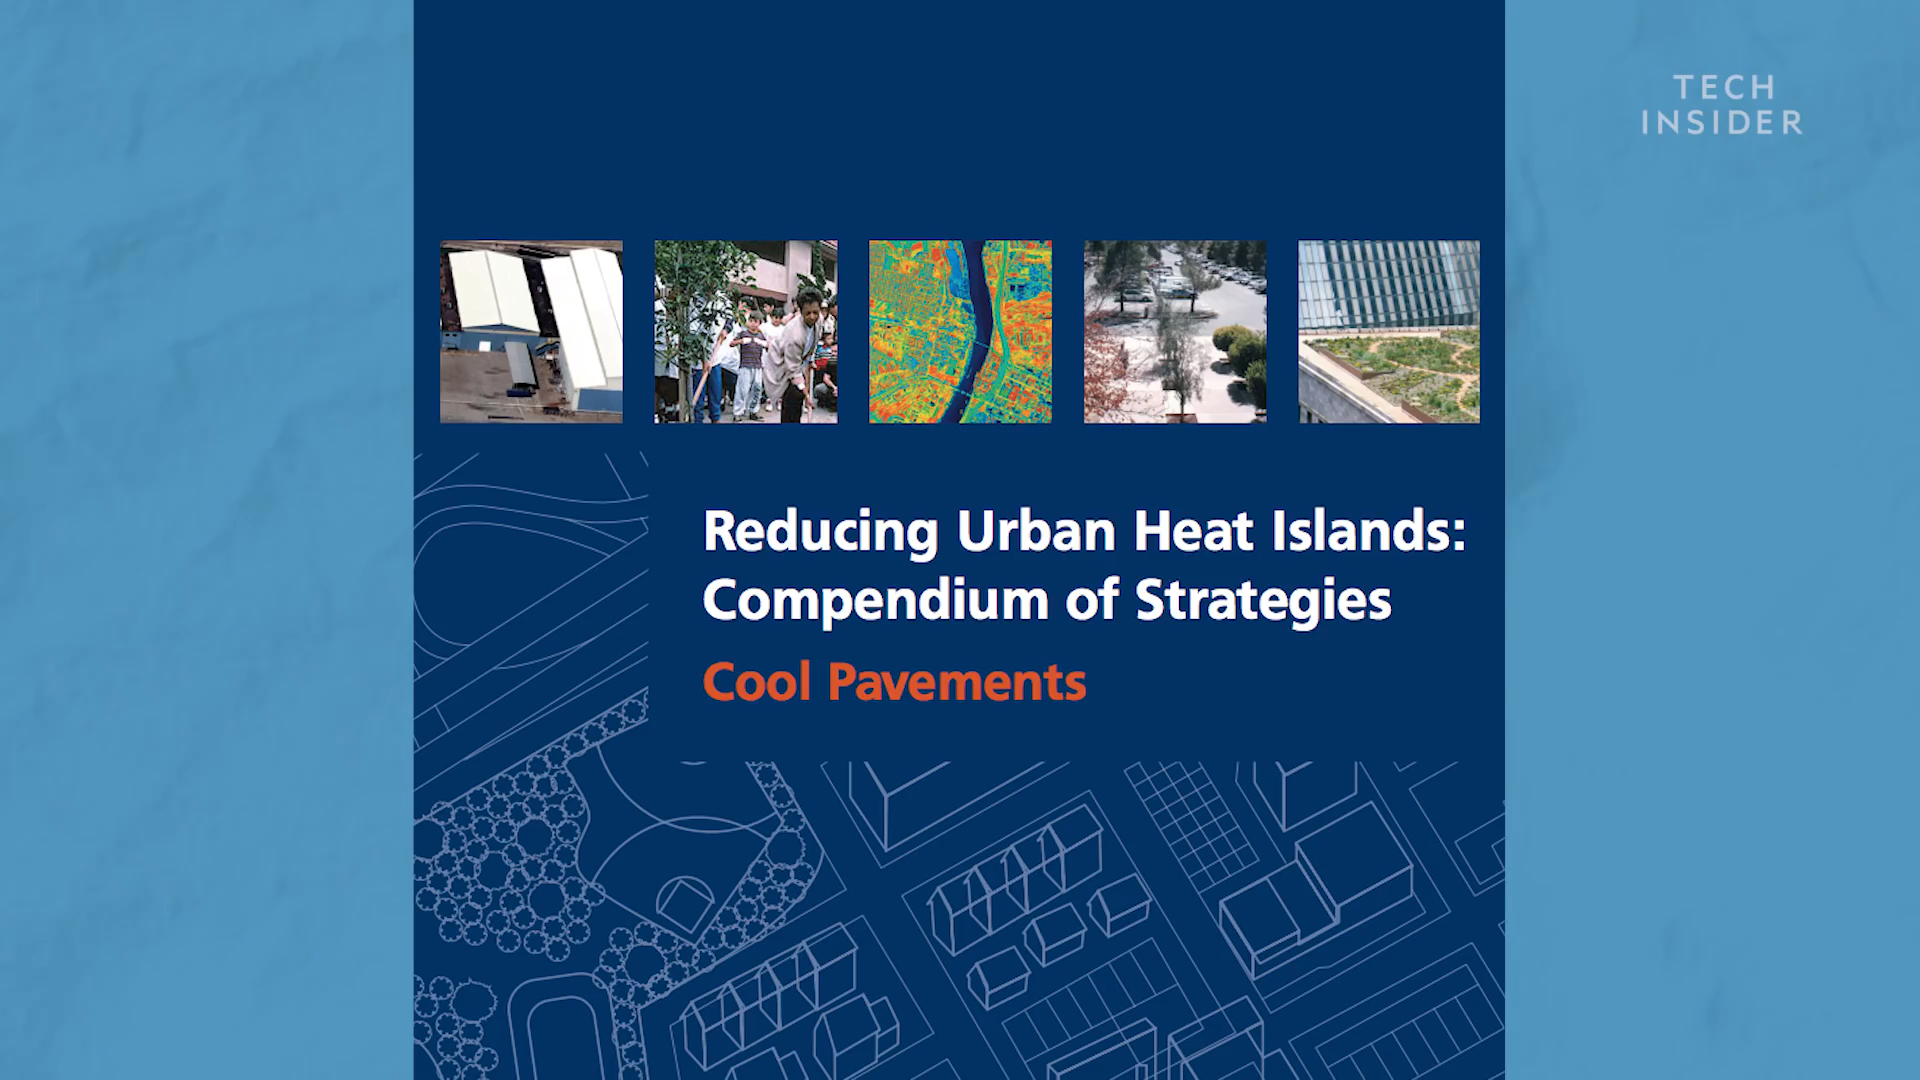 TECH
INSIDER
Reducing Urban Heat Islands:
Compendium of Strategies
Cool Pavements